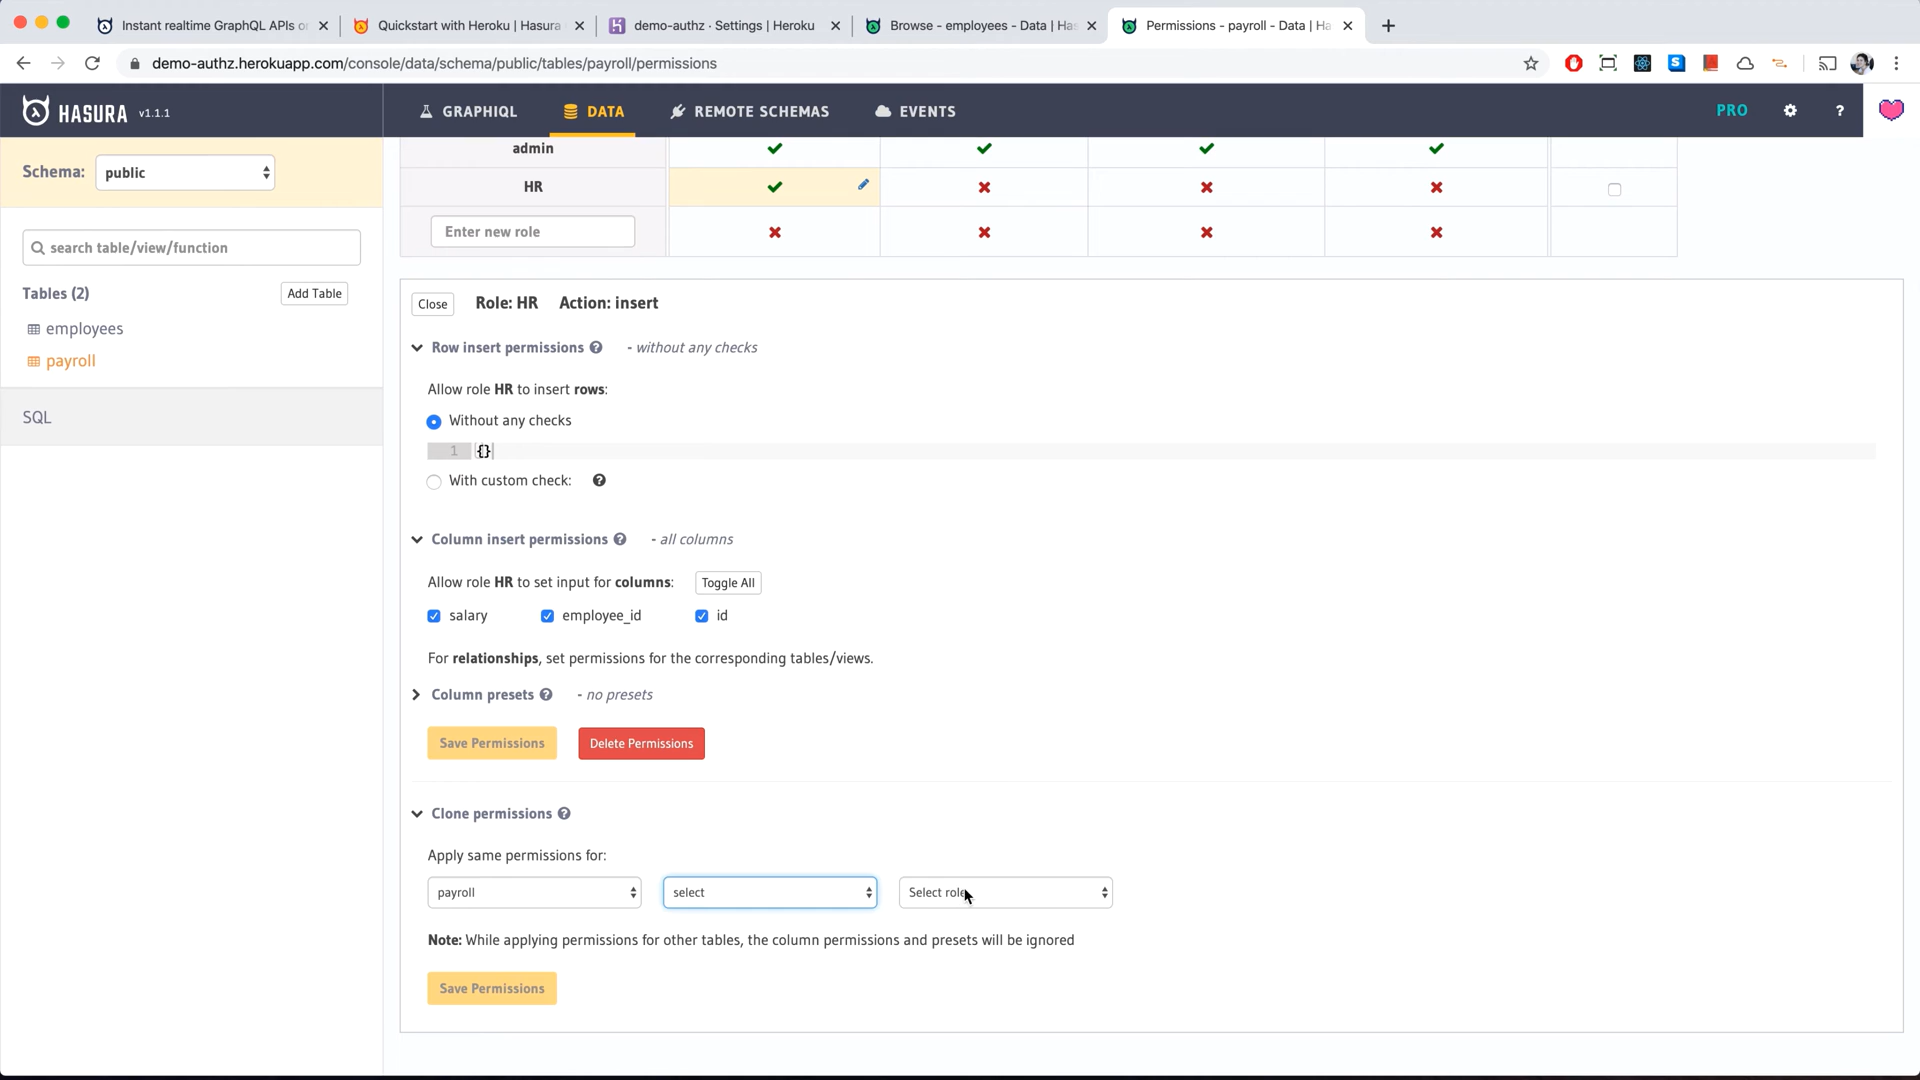 Instant realtime GraphQL APIs o
Quickstart with Heroku | Hasura
demo-authz · Settings | Heroku
Browse - employees - Data | Has
Permissions - payroll - Data | Ha
demo-authz.herokuapp.com/console/data/schema/public/tables/payroll/permissions
HASURA v1.1.1
GRAPHIQL
DATA
REMOTE SCHEMAS
EVENTS
PRO
?
Schema: public
search table/view/function
Tables (2)
Add Table
employees
payroll
SQL
admin
HR
Enter new role
Close
Role: HR Action: insert
Row insert permissions ? - without any checks
Allow role HR to insert rows:
Without any checks
1 {}
With custom check: ?
Column insert permissions ? - all columns
Allow role HR to set input for columns: Toggle All
salary employee_id id
For relationships, set permissions for the corresponding tables/views.
Column presets ? - no presets
Save Permissions
Delete Permissions
Clone permissions ?
Apply same permissions for:
payroll
select
Select role
Note: While applying permissions for other tables, the column permissions and presets will be ignored
Save Permissions